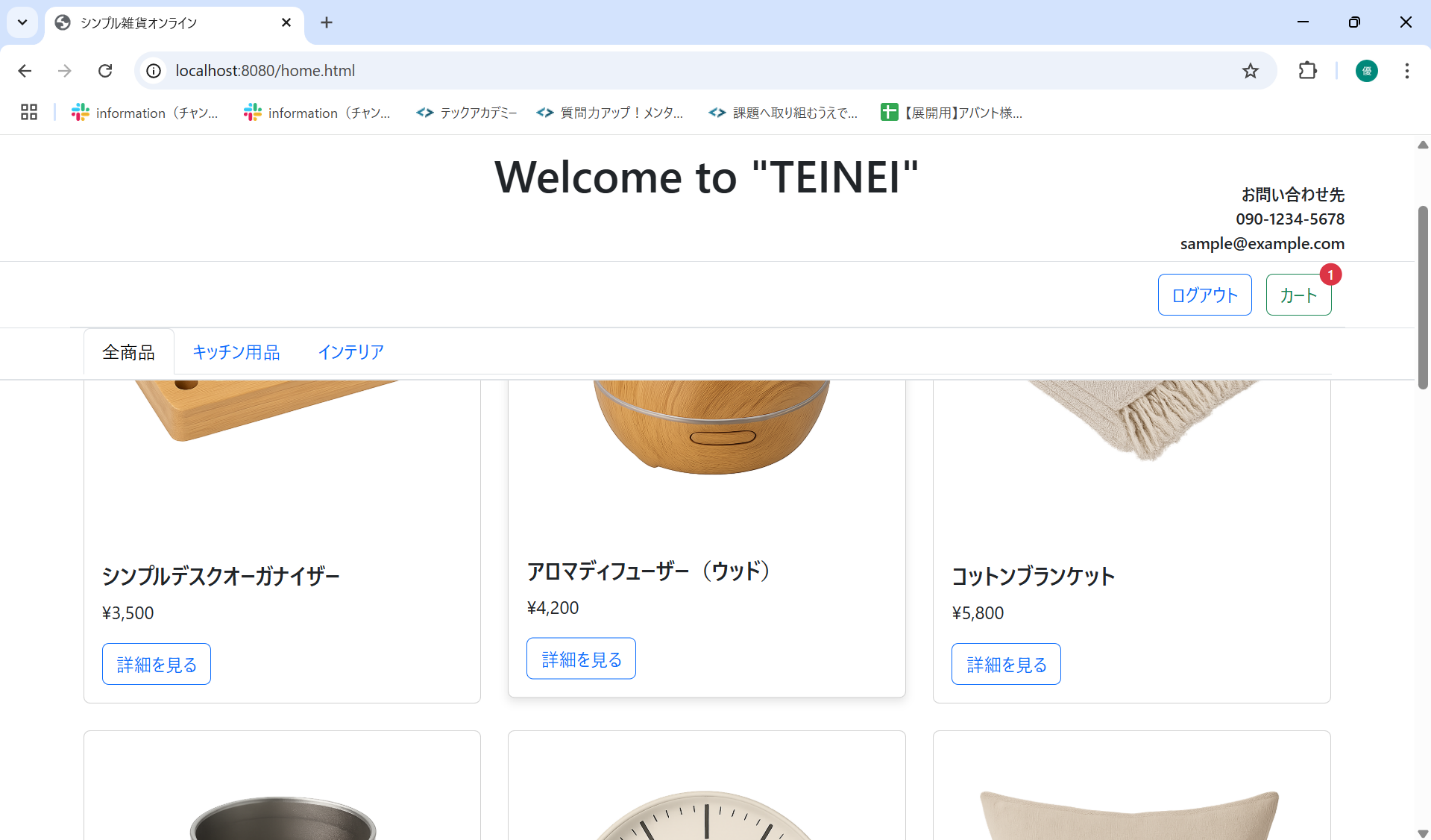 シンプル雑貨オンライン
localhost:8080/home.html
優
information（チャン...
information（チャン...
テックアカデミー
質問力アップ！メンタ...
課題へ取り組むうえで...
【展開用】アバント様...
Welcome to "TEINEI"
お問い合わせ先
090-1234-5678
sample@example.com
ログアウト
カート
1
全商品
キッチン用品
インテリア
シンプルデスクオーガナイザー
¥3,500
詳細を見る
アロマディフューザー（ウッド）
¥4,200
詳細を見る
コットンブランケット
¥5,800
詳細を見る